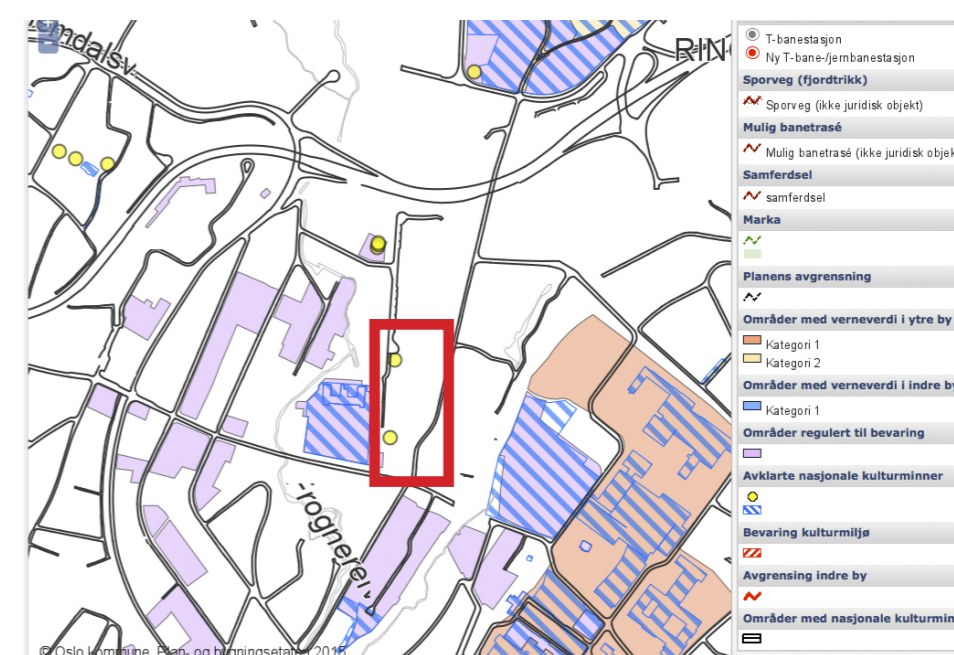 ndalsv
RIN
T-banestasjon
Ny T-bane-/jernbanestasjon
Sporveg (fjordtrikk)
Sporveg (ikke juridisk objekt)
Mulig banetrasé
Mulig banetrasé (ikke juridisk objek
Samferdsel
samferdsel
Marka
Planens avgrensning
Områder med verneverdi i ytre by
Kategori 1
Kategori 2
Områder med verneverdi i indre by
Kategori 1
Områder regulert til bevaring
Avklarte nasjonale kulturminner
Bevaring kulturmiljø
Avgrensing indre by
Områder med nasjonale kulturmin
© Oslo kommune, Plan- og bygningsetaten 2015